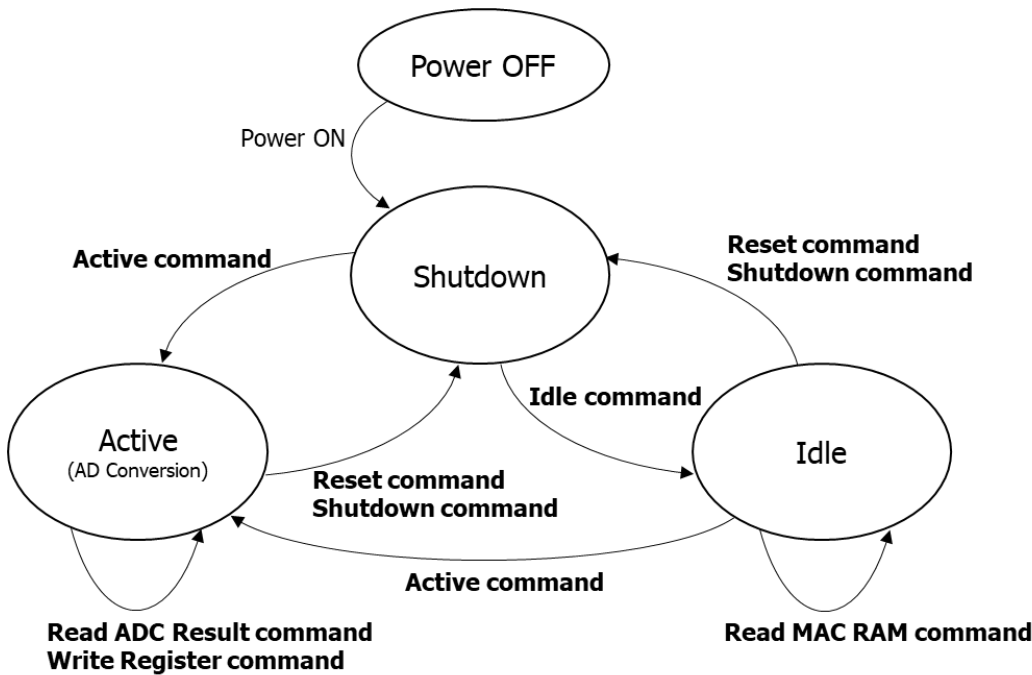 Power OFF
Power ON
Shutdown
Active command
Reset command
Shutdown command
Idle command
Active
(AD Conversion)
Idle
Reset command
Shutdown command
Active command
Read ADC Result command
Write Register command
Read MAC RAM command